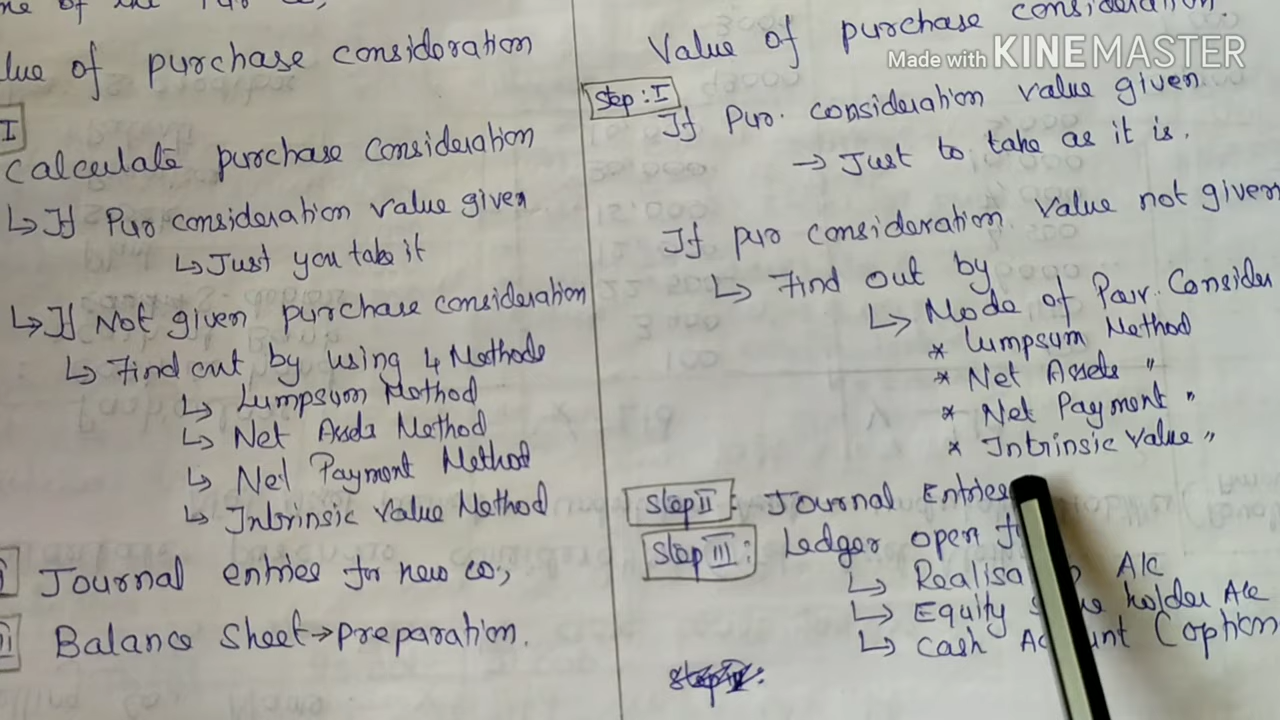 of the
lue of purchase consideration
I
Calculate purchase consideration
↳ If Pur consideration value given
↳ Just you take it
↳ If Not given purchase consideration
↳ Find out by using 4 Methods
↳ Lumpsum Method
↳ Net Assets Method
↳ Net Payment Method
↳ Intrinsic value Method
Journal entries for new co;,
Balance Sheet → preparation.
Value of purchase consideration.
Made with KINEMASTER
Step : I
If Pur. consideration value given
→ Just to take as it is.
If pur consideration value not given
↳ Find out by
↳ Mode of Consider
* Lumpsum Method
* Net Assets "
* Net Payment "
* Intrinsic value "
Step II : Journal Entries
Step III : Ledger open
↳ A/c
↳ Equity holder A/c
↳ Cash (option